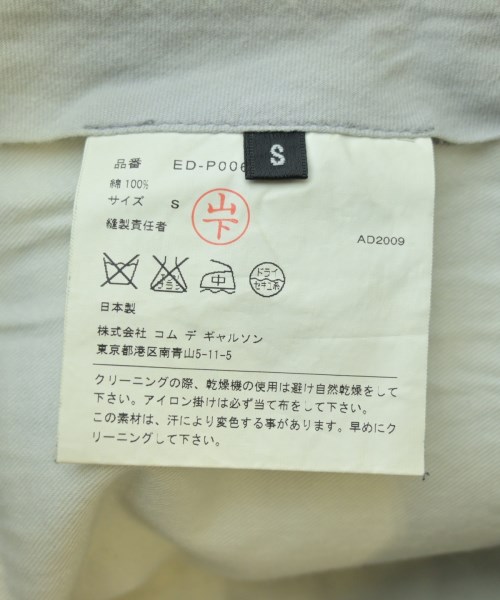 S
品番 ED-P006
綿 100%
サイズ S
縫製責任者 山下
AD2009
エンソサラシ
中
ドライ
セキユ系
日本製
株式会社 コム デ ギャルソン
東京都港区南青山5-11-5
クリーニングの際、乾燥機の使用は避け自然乾燥をして
下さい。アイロン掛けは必ず当て布をして下さい。
この素材は、汗により変色する事があります。早めにク
リーニングして下さい。